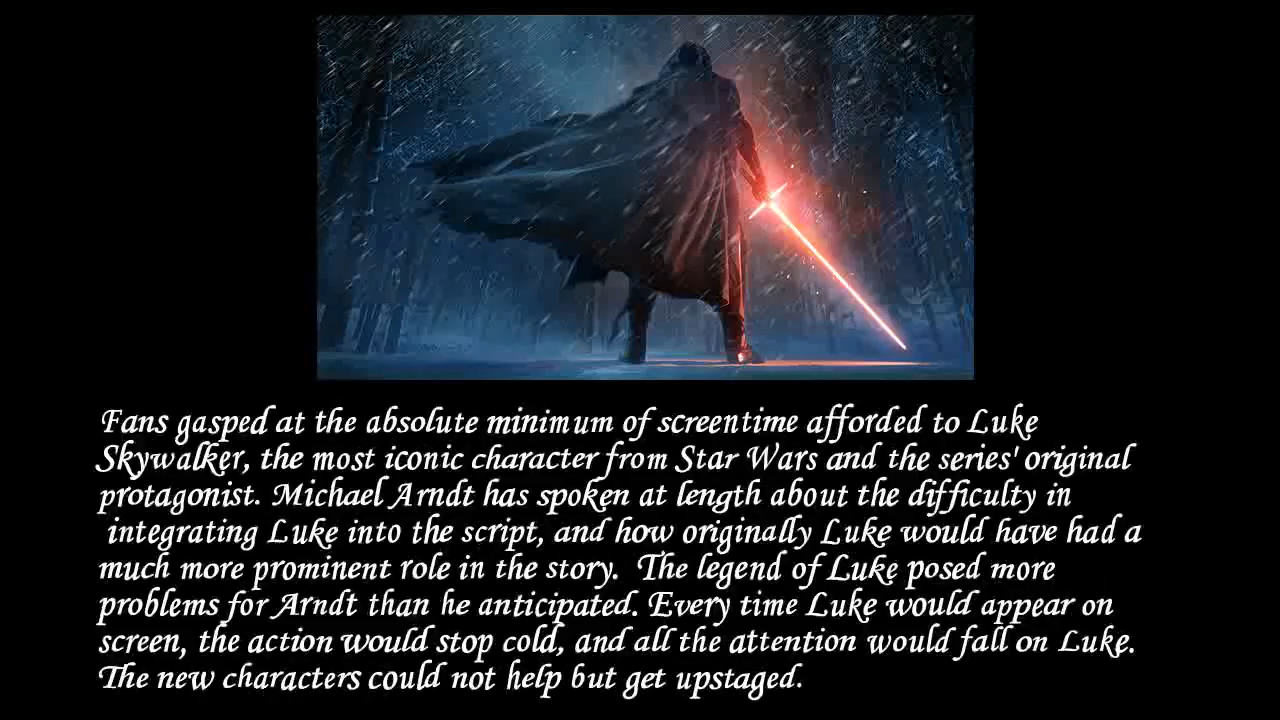 Fans gasped at the absolute minimum of screentime afforded to Luke
Skywalker, the most iconic character from Star Wars and the series' original
protagonist. Michael Arndt has spoken at length about the difficulty in
integrating Luke into the script, and how originally Luke would have had a
much more prominent role in the story. The legend of Luke posed more
problems for Arndt than he anticipated. Every time Luke would appear on
screen, the action would stop cold, and all the attention would fall on Luke.
The new characters could not help but get upstaged.